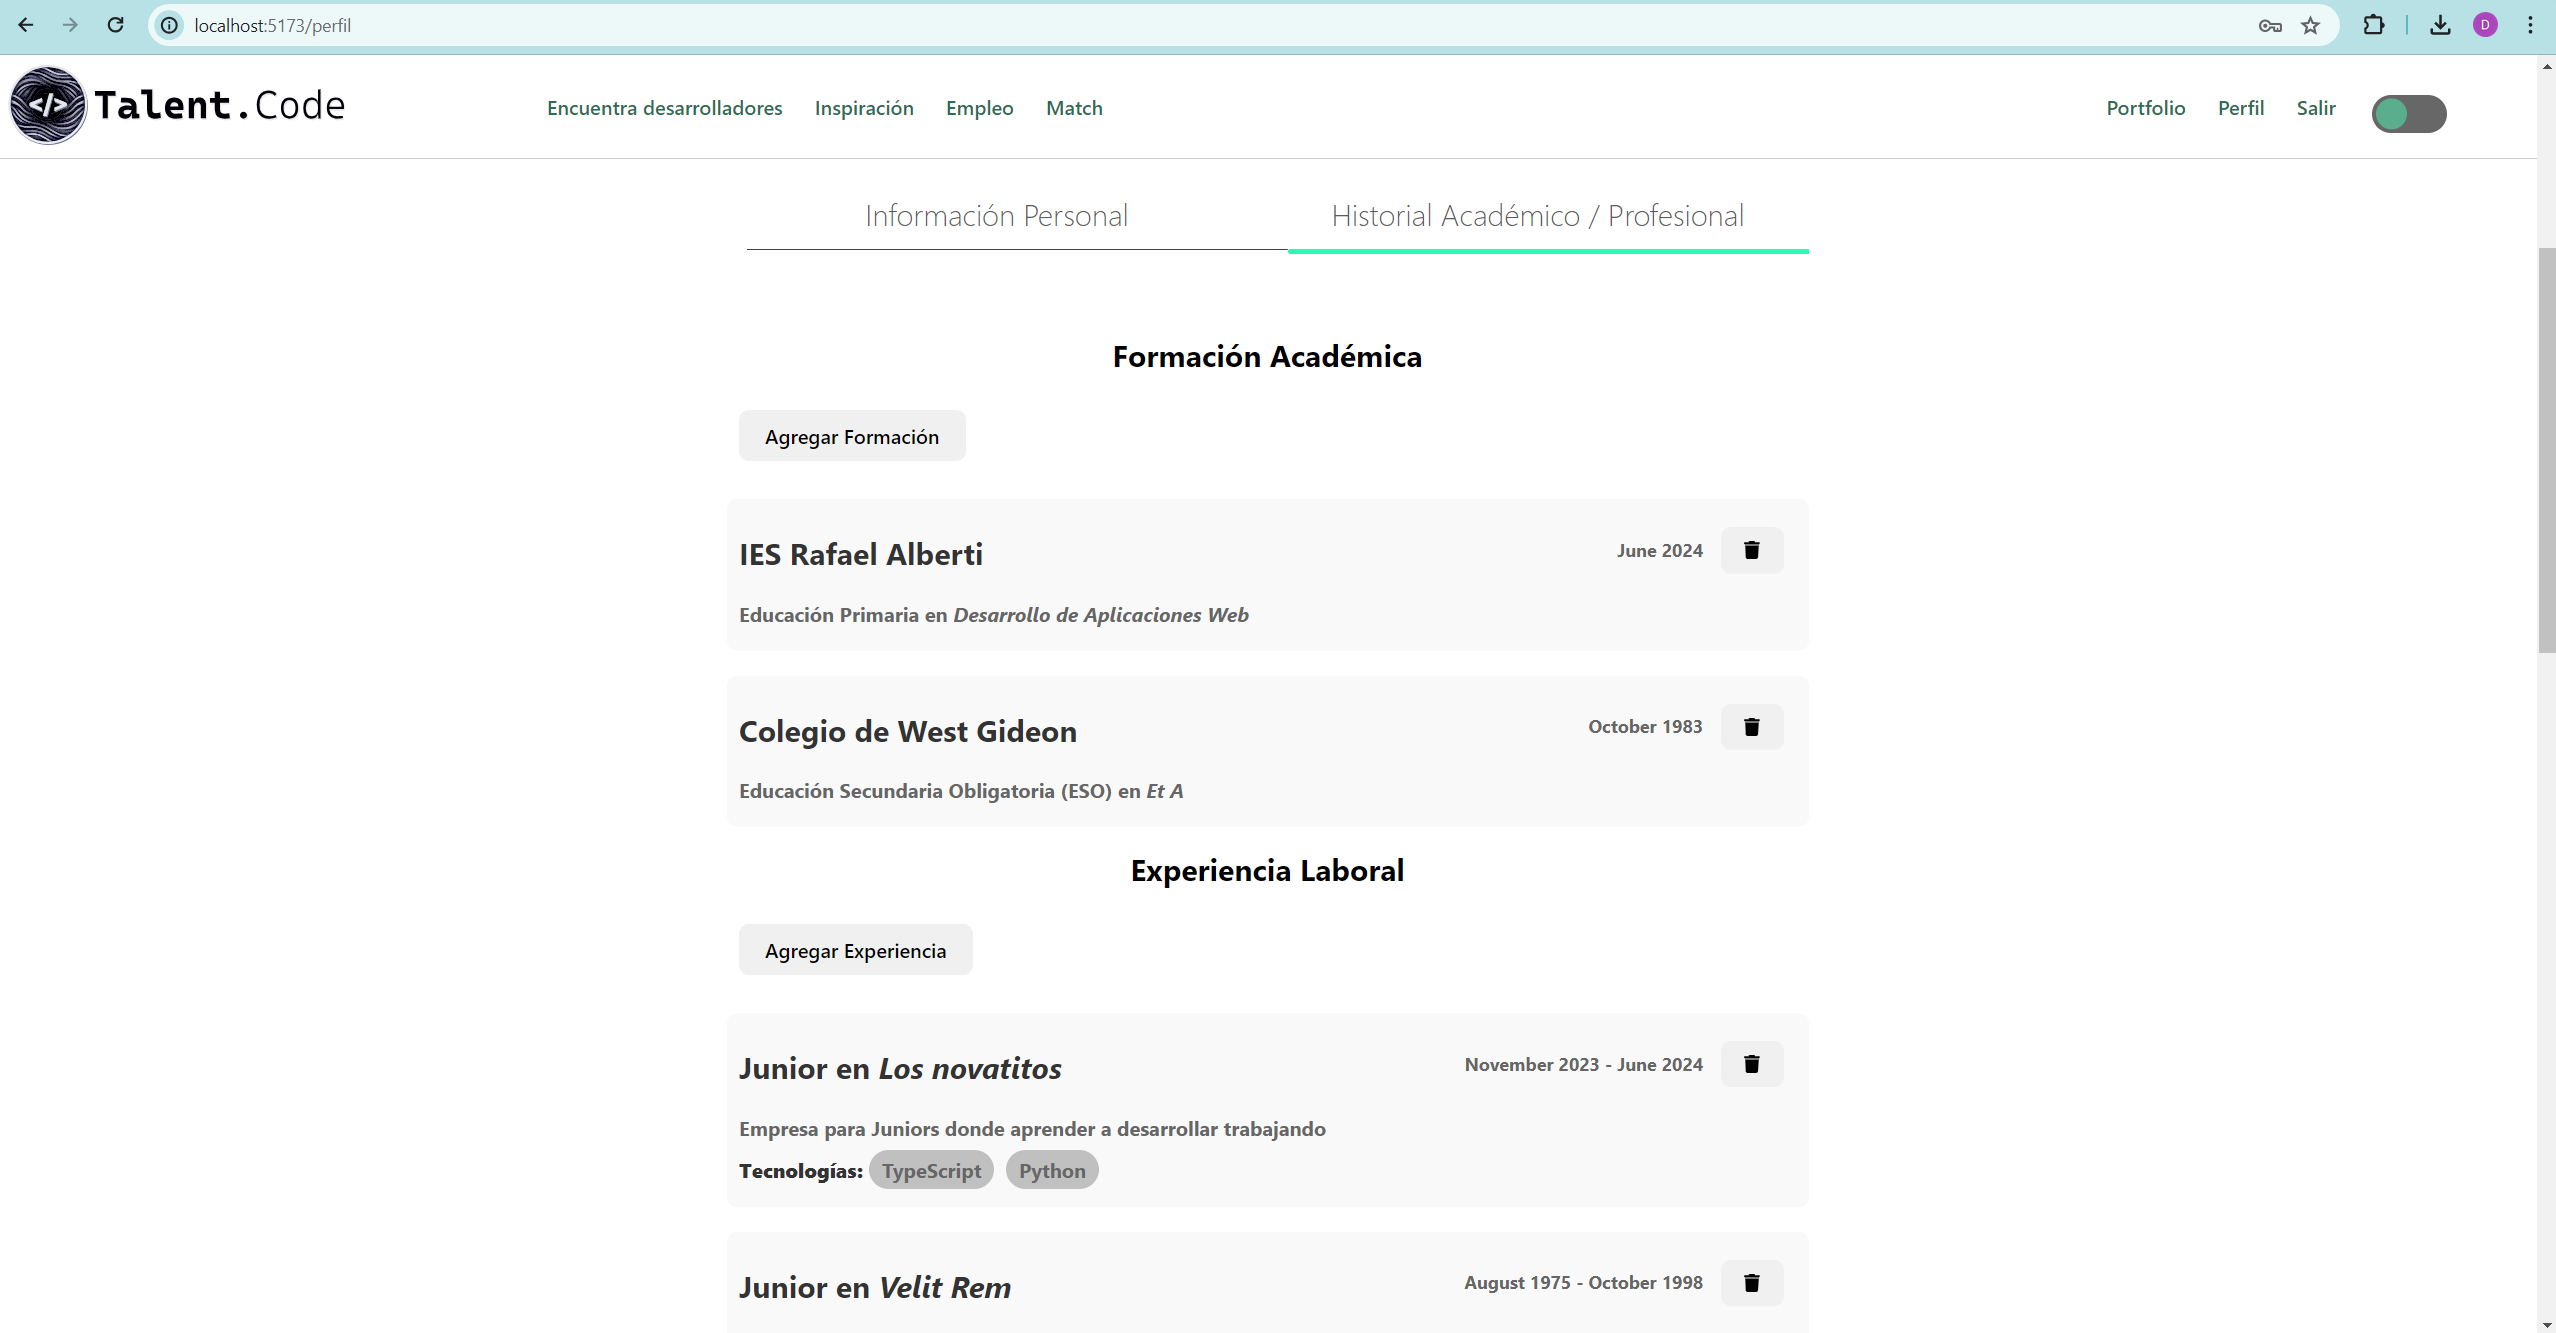 localhost:5173/perfil
D
</> Talent.Code
Encuentra desarrolladores Inspiración Empleo Match
Portfolio Perfil Salir
Información Personal Historial Académico / Profesional
Formación Académica
Agregar Formación
IES Rafael Alberti June 2024
Educación Primaria en Desarrollo de Aplicaciones Web
Colegio de West Gideon October 1983
Educación Secundaria Obligatoria (ESO) en Et A
Experiencia Laboral
Agregar Experiencia
Junior en Los novatitos November 2023 - June 2024
Empresa para Juniors donde aprender a desarrollar trabajando
Tecnologías: TypeScript Python
Junior en Velit Rem August 1975 - October 1998